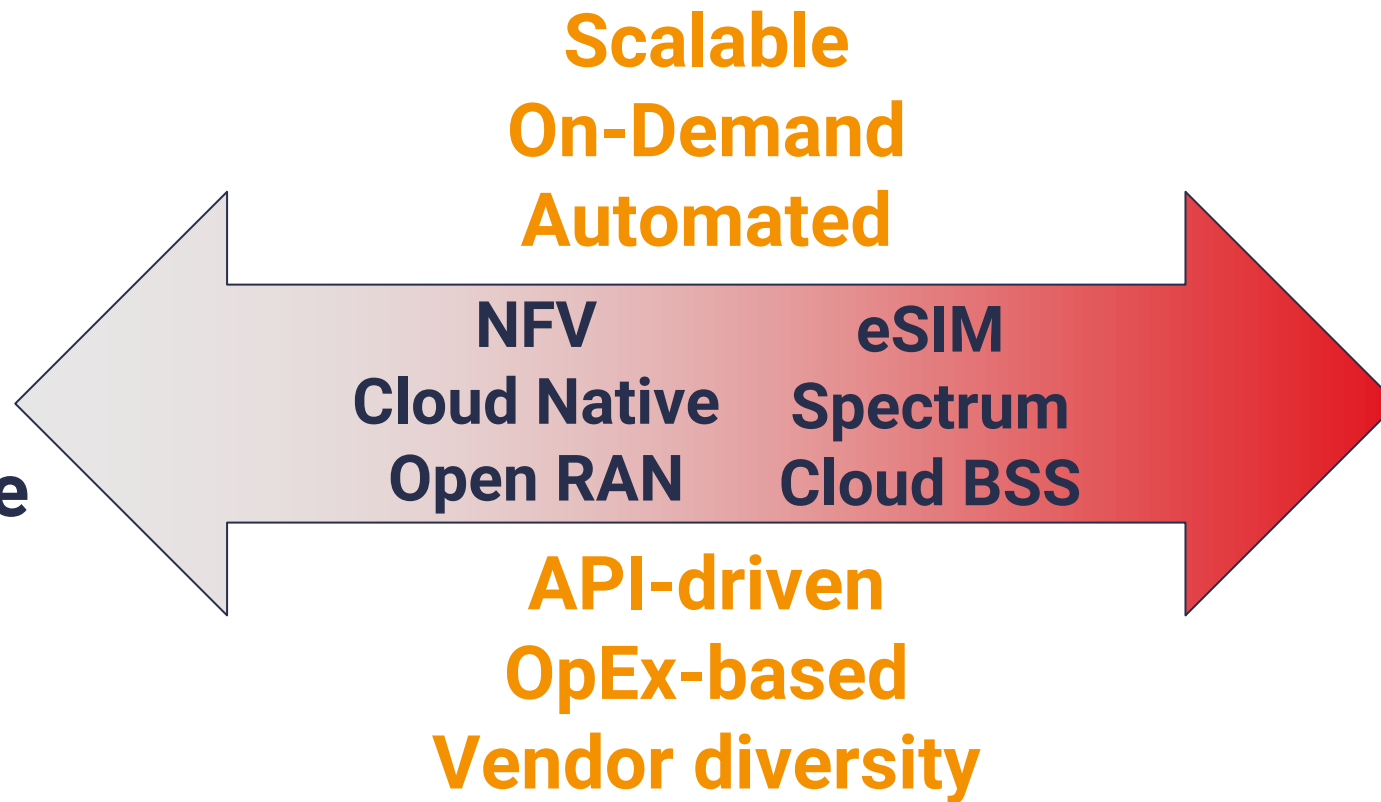 Scalable
On-Demand
Automated
NFV
Cloud Native
Open RAN
eSIM
Spectrum
Cloud BSS
API-driven
OpEx-based
Vendor diversity